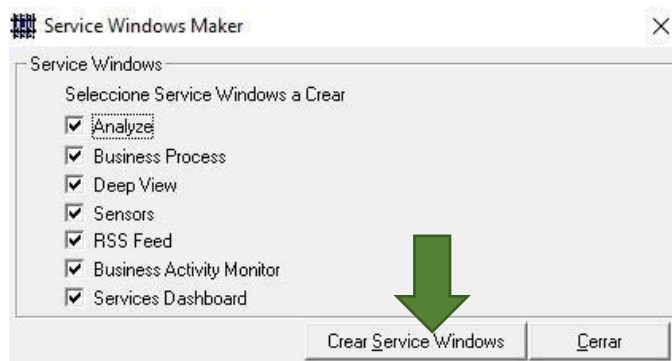 Service Windows Maker
Service Windows
Seleccione Service Windows a Crear
Analyze
Business Process
Deep View
Sensors
RSS Feed
Business Activity Monitor
Services Dashboard
Crear Service Windows
Cerrar